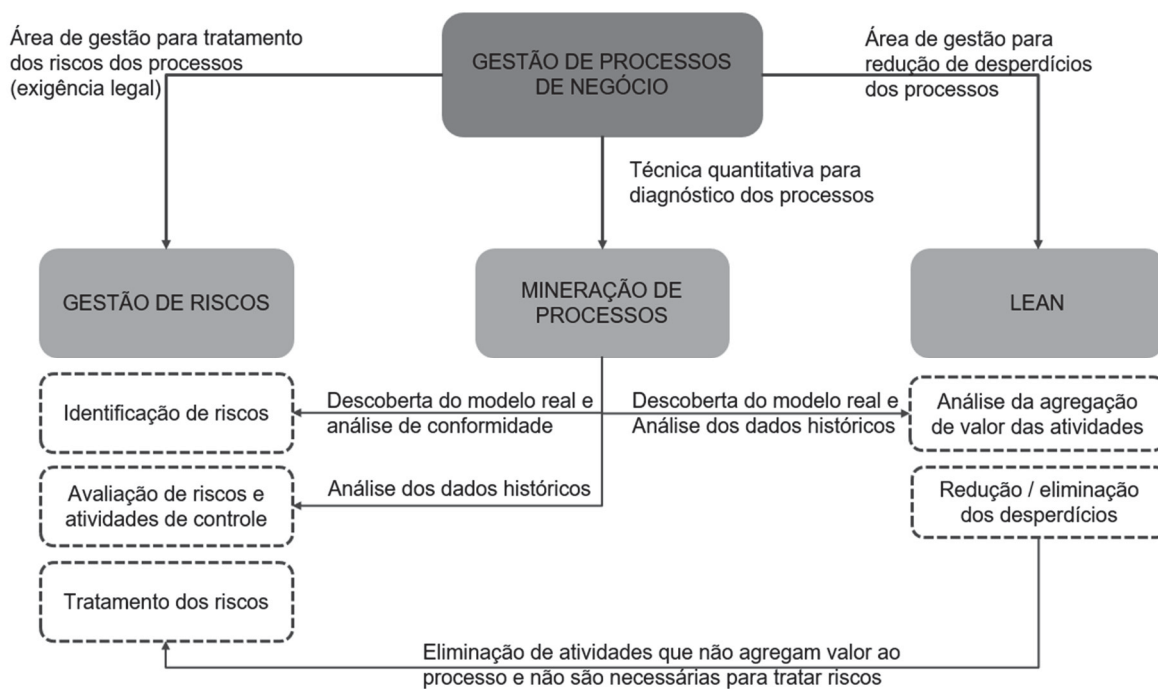 Área de gestão para tratamento
dos riscos dos processos
(exigência legal)
GESTÃO DE PROCESSOS
DE NEGÓCIO
Área de gestão para
redução de desperdícios
dos processos
Técnica quantitativa para
diagnóstico dos processos
GESTÃO DE RISCOS
MINERAÇÃO DE
PROCESSOS
LEAN
Identificação de riscos
Descoberta do modelo real e
análise de conformidade
Descoberta do modelo real e
Análise dos dados históricos
Análise da agregação
de valor das atividades
Avaliação de riscos e
atividades de controle
Análise dos dados históricos
Redução / eliminação
dos desperdícios
Tratamento dos riscos
Eliminação de atividades que não agregam valor ao
processo e não são necessárias para tratar riscos